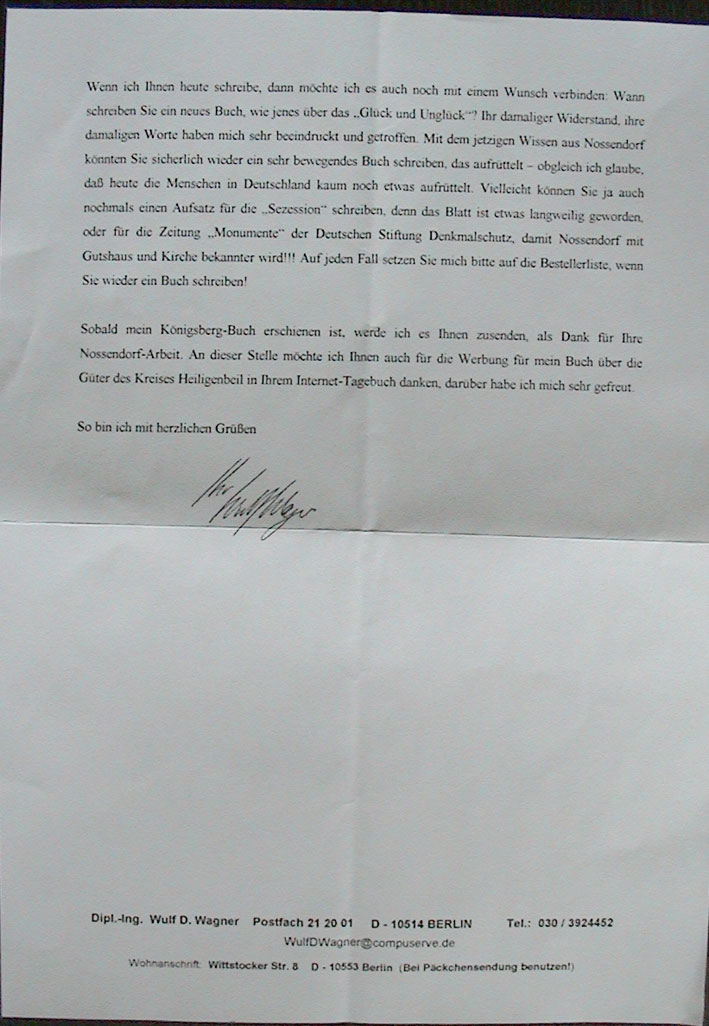 Wenn ich Ihnen heute schreibe, dann möchte ich es auch noch mit einem Wunsch verbinden: Wann
schreiben Sie ein neues Buch, wie jenes über das „Glück und Unglück“? Ihr damaliger Widerstand, ihre
damaligen Worte haben mich sehr beeindruckt und getroffen. Mit dem jetzigen Wissen aus Nossendorf
könnten Sie sicherlich wieder ein sehr bewegendes Buch schreiben, das aufrüttelt – obgleich ich glaube,
daß heute die Menschen in Deutschland kaum noch etwas aufrüttelt. Vielleicht können Sie ja auch
nochmals einen Aufsatz für die „Sezession“ schreiben, denn das Blatt ist etwas langweilig geworden,
oder für die Zeitung „Monumente“ der Deutschen Stiftung Denkmalschutz, damit Nossendorf mit
Gutshaus und Kirche bekannter wird!!! Auf jeden Fall setzen Sie mich bitte auf die Bestellerliste, wenn
Sie wieder ein Buch schreiben!
Sobald mein Königsberg-Buch erschienen ist, werde ich es Ihnen zusenden, als Dank für Ihre
Nossendorf-Arbeit. An dieser Stelle möchte ich Ihnen auch für die Werbung für mein Buch über die
Güter des Kreises Heiligenbeil in Ihrem Internet-Tagebuch danken, darüber habe ich mich sehr gefreut.
So bin ich mit herzlichen Grüßen
Ihr
Wulf Wagner
Dipl.-Ing. Wulf D. Wagner Postfach 21 20 01 D - 10514 BERLIN Tel.: 030 / 3924452
WulfDWagner@compuserve.de
Wohnanschrift: Wittstocker Str. 8 D - 10553 Berlin (Bei Päckchensendung benutzen!)